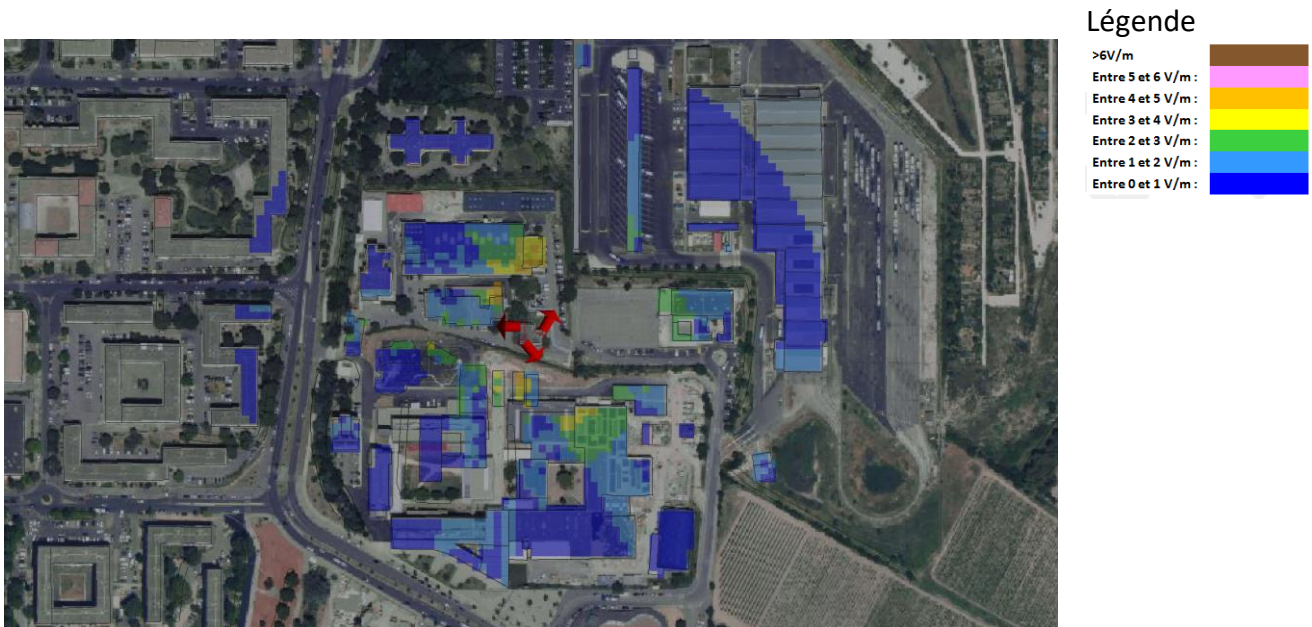 Légende
>6V/m
Entre 5 et 6 V/m :
Entre 4 et 5 V/m :
Entre 3 et 4 V/m :
Entre 2 et 3 V/m :
Entre 1 et 2 V/m :
Entre 0 et 1 V/m :